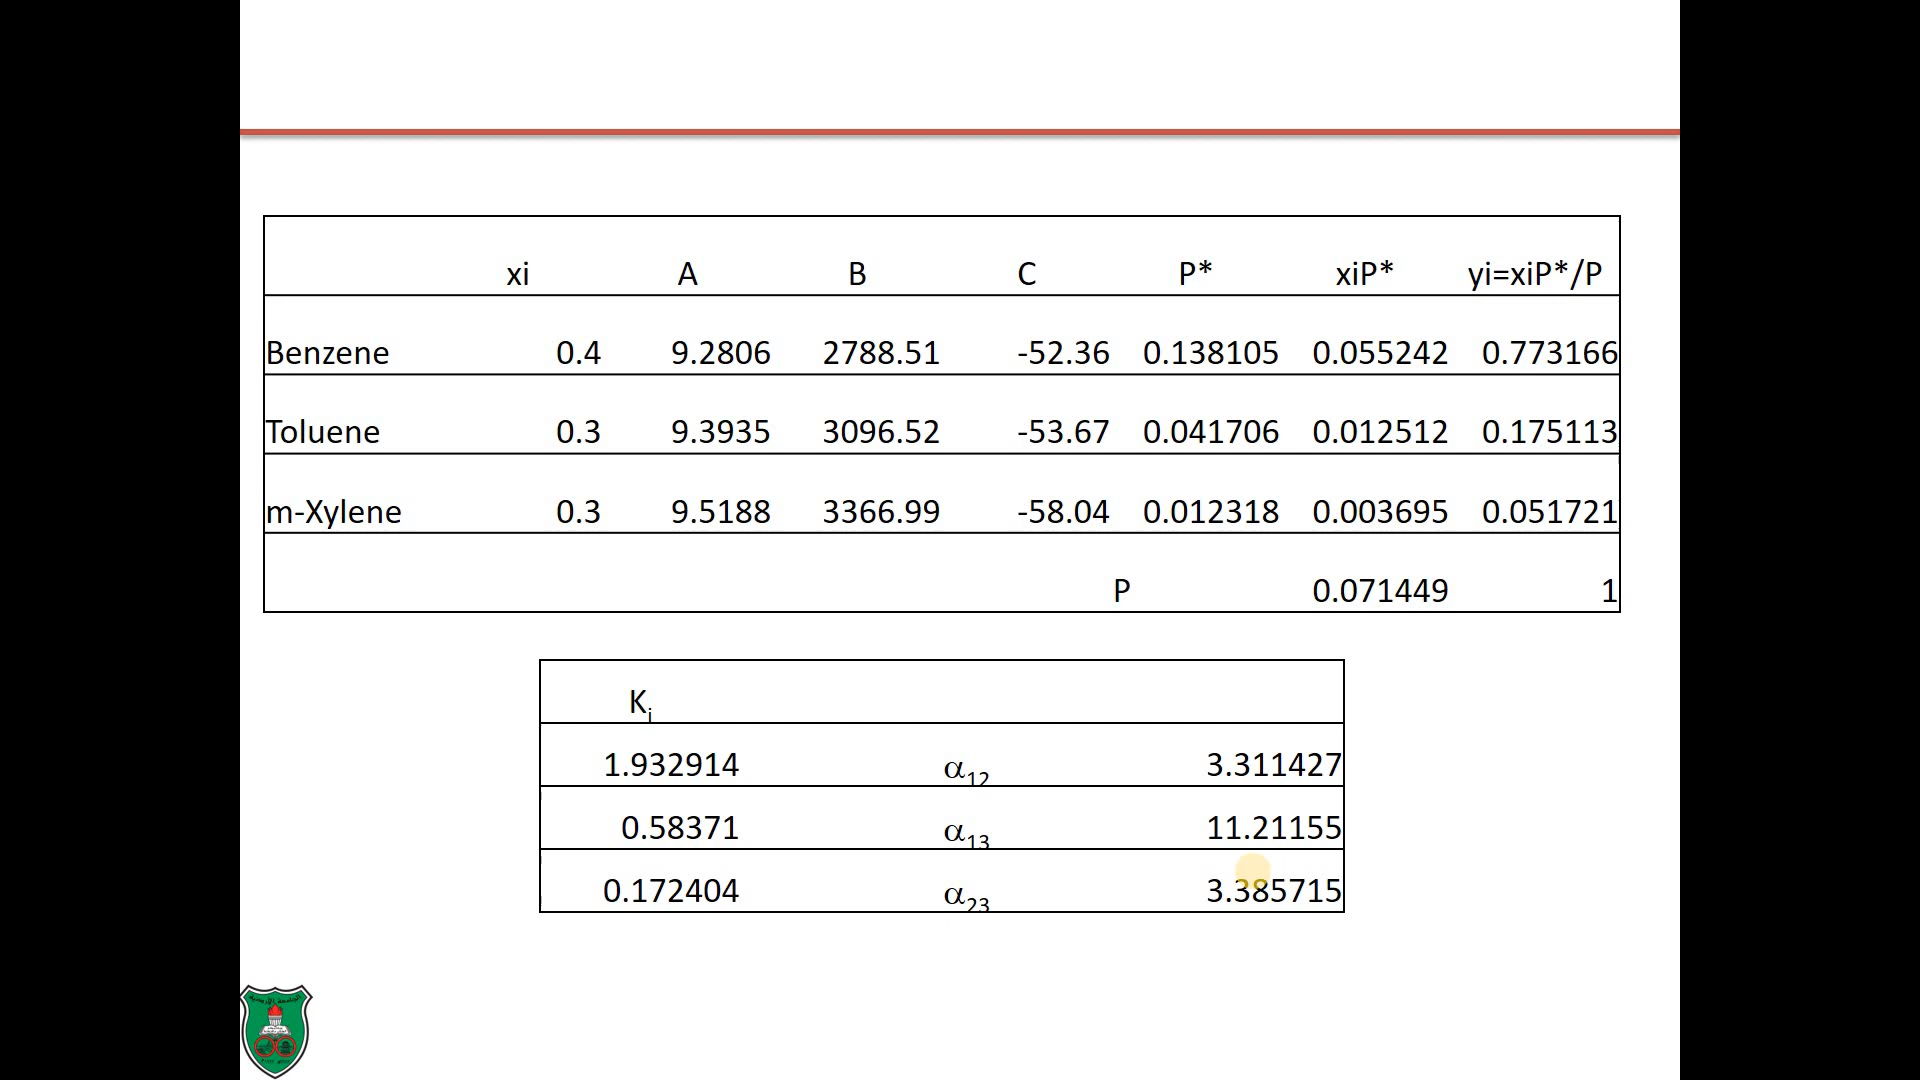 xi A B C P* xiP* yi=xiP*/P
Benzene 0.4 9.2806 2788.51 -52.36 0.138105 0.055242 0.773166
Toluene 0.3 9.3935 3096.52 -53.67 0.041706 0.012512 0.175113
m-Xylene 0.3 9.5188 3366.99 -58.04 0.012318 0.003695 0.051721
P 0.071449 1
Ki
1.932914 α12 3.311427
0.58371 α13 11.21155
0.172404 α23 3.385715